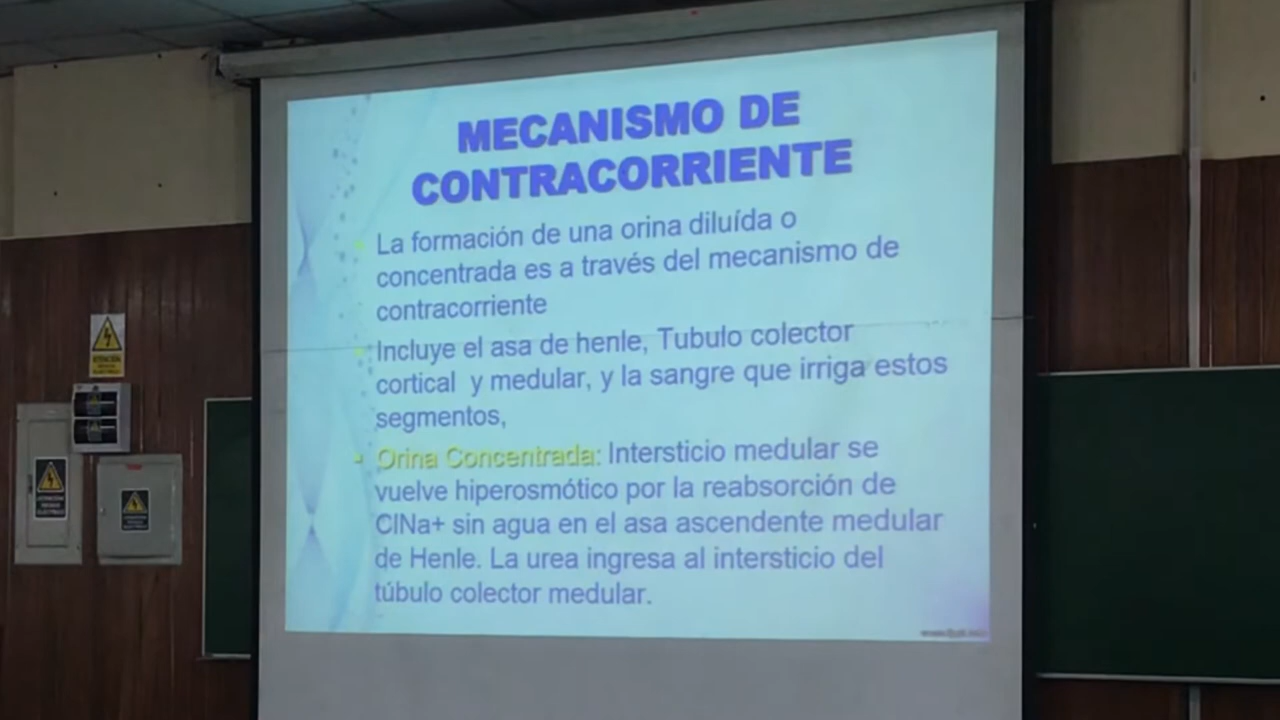 MECANISMO DE
CONTRACORRIENTE
La formación de una orina diluída o
concentrada es a través del mecanismo de
contracorriente
Incluye el asa de henle, Tubulo colector
cortical y medular, y la sangre que irriga estos
segmentos,
Orina Concentrada: Intersticio medular se
vuelve hiperosmótico por la reabsorción de
ClNa+ sin agua en el asa ascendente medular
de Henle. La urea ingresa al intersticio del
túbulo colector medular.